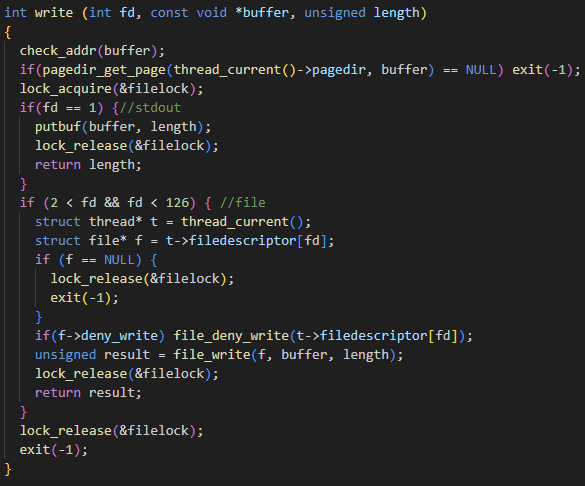 int write (int fd, const void *buffer, unsigned length)
{
  check_addr(buffer);
  if(pagedir_get_page(thread_current()->pagedir, buffer) == NULL) exit(-1);
  lock_acquire(&filelock);
  if(fd == 1) {//stdout
    putbuf(buffer, length);
    lock_release(&filelock);
    return length;
  }
  if (2 < fd && fd < 126) { //file
    struct thread* t = thread_current();
    struct file* f = t->filedescriptor[fd];
    if (f == NULL) {
      lock_release(&filelock);
      exit(-1);
    }
    if(f->deny_write) file_deny_write(t->filedescriptor[fd]);
    unsigned result = file_write(f, buffer, length);
    lock_release(&filelock);
    return result;
  }
  lock_release(&filelock);
  exit(-1);
}